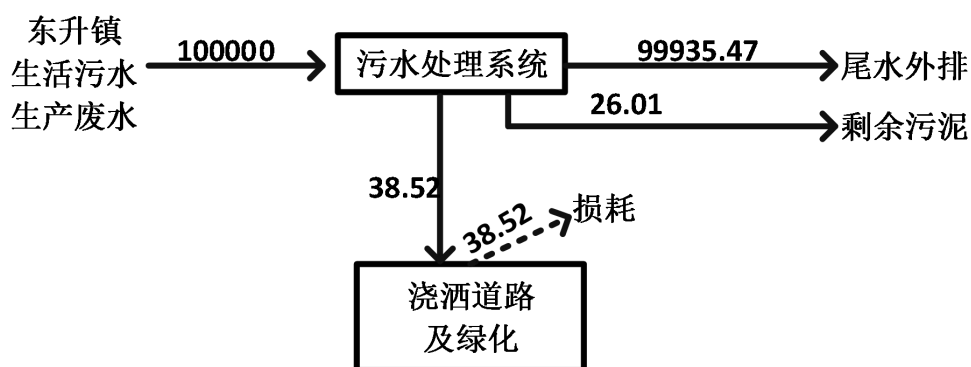 东升镇
生活污水
生产废水
100000
污水处理系统
99935.47
尾水外排
26.01
剩余污泥
38.52
38.52
损耗
浇洒道路
及绿化